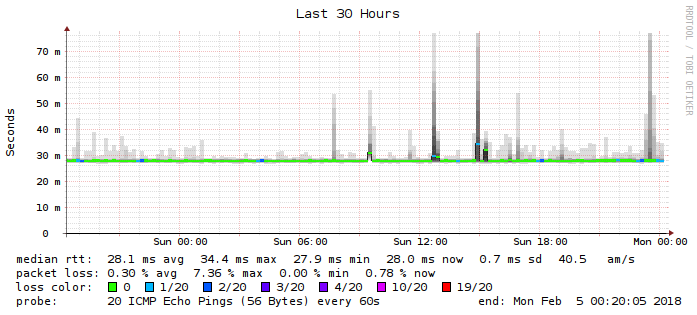 Last 30 Hours
RRDTOOL / TOBI OETIKER
Seconds
70 m
60 m
50 m
40 m
30 m
20 m
10 m
0
Sun 00:00 Sun 06:00 Sun 12:00 Sun 18:00 Mon 00:00
median rtt: 28.1 ms avg 34.4 ms max 27.9 ms min 28.0 ms now 0.7 ms sd 40.5 am/s
packet loss: 0.30 % avg 7.36 % max 0.00 % min 0.78 % now
loss color: 0 1/20 2/20 3/20 4/20 10/20 19/20
probe: 20 ICMP Echo Pings (56 Bytes) every 60s end: Mon Feb 5 00:20:05 2018